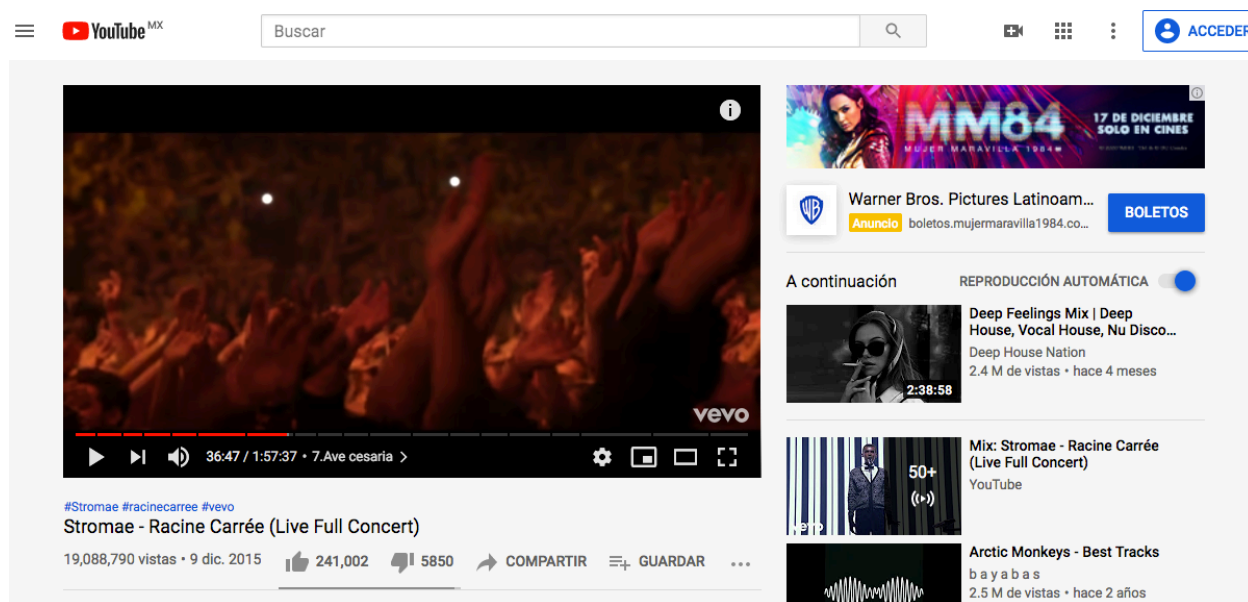 YouTube MX
Buscar
ACCEDER
MM84
MUJER MARAVILLA 1984
17 DE DICIEMBRE
SOLO EN CINES
WB
Warner Bros. Pictures Latinoam...
Anuncio boletos.mujermaravilla1984.co...
BOLETOS
vevo
36:47 / 1:57:37 • 7.Ave cesaria
#Stromae #racinecarree #vevo
Stromae - Racine Carrée (Live Full Concert)
19,088,790 vistas • 9 dic. 2015
241,002
5850
COMPARTIR
GUARDAR
A continuación
REPRODUCCIÓN AUTOMÁTICA
2:38:58
Deep Feelings Mix | Deep
House, Vocal House, Nu Disco...
Deep House Nation
2.4 M de vistas • hace 4 meses
50+
vevo
Mix: Stromae - Racine Carrée
(Live Full Concert)
YouTube
Arctic Monkeys - Best Tracks
b a y a b a s
2.5 M de vistas • hace 2 años